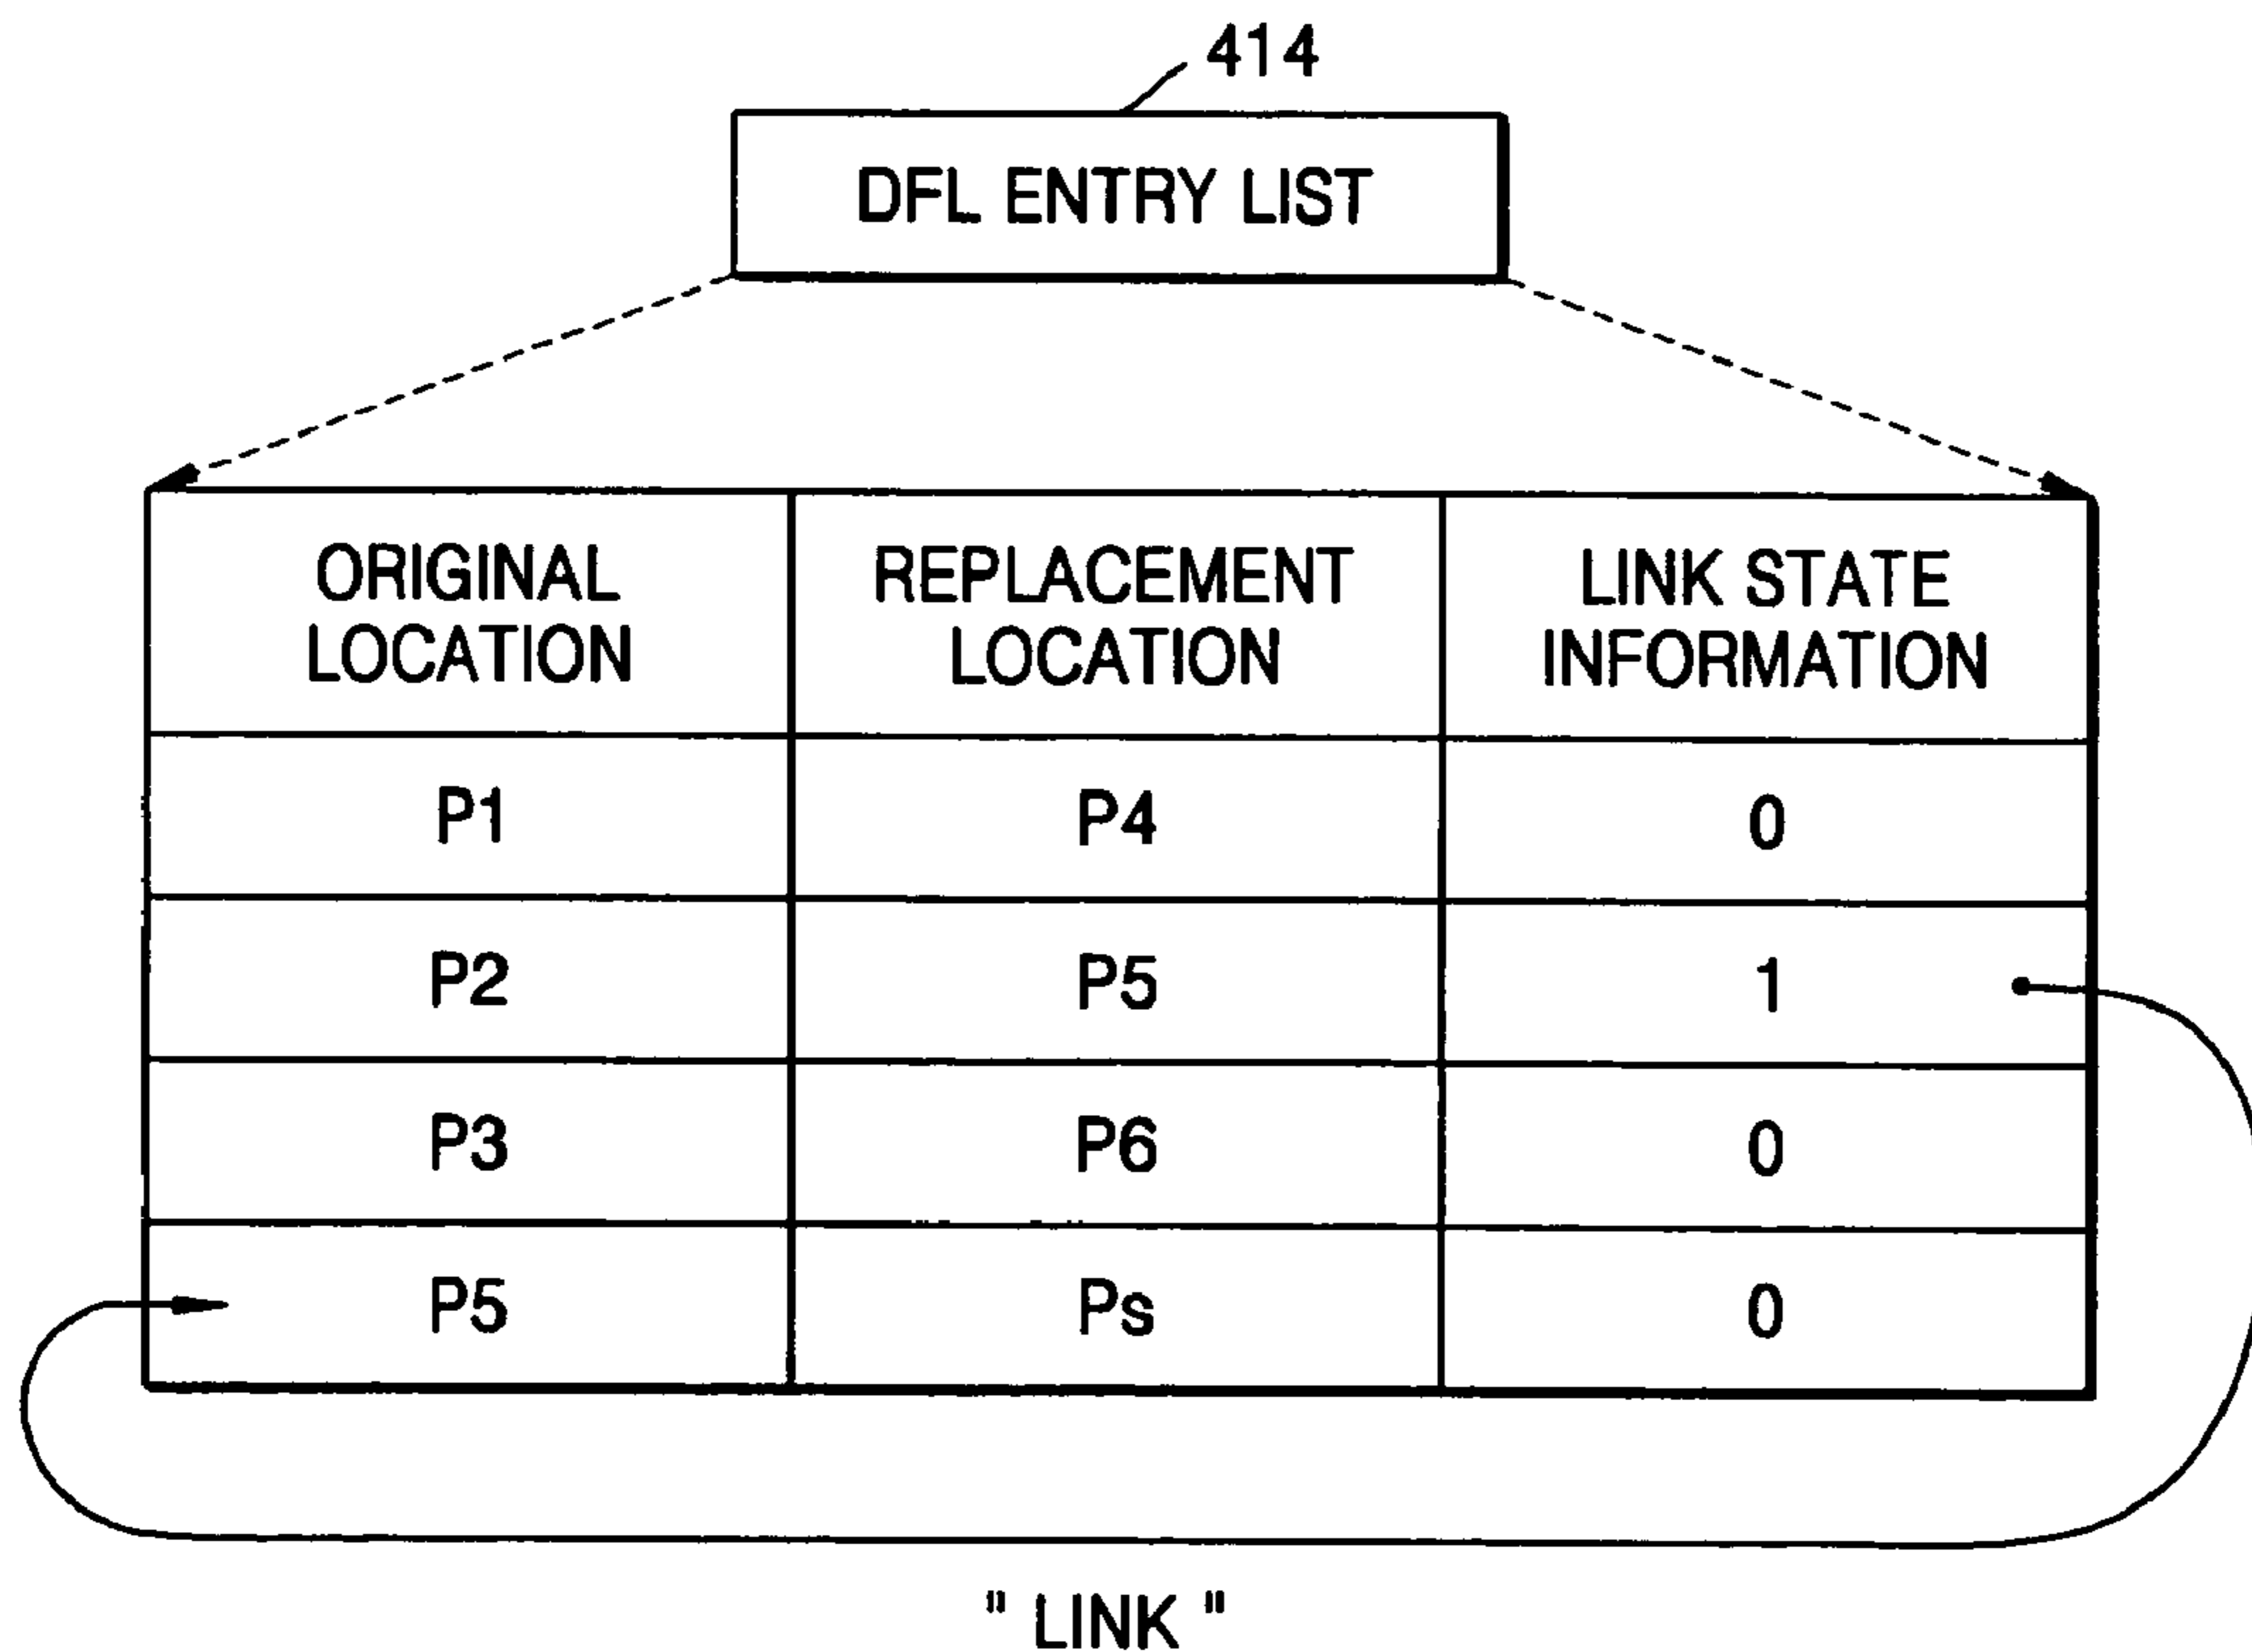 414
DFL ENTRY LIST
ORIGINAL LOCATION
REPLACEMENT LOCATION
LINK STATE INFORMATION
P1 P4 0
P2 P5 1
P3 P6 0
P5 Ps 0
" LINK "